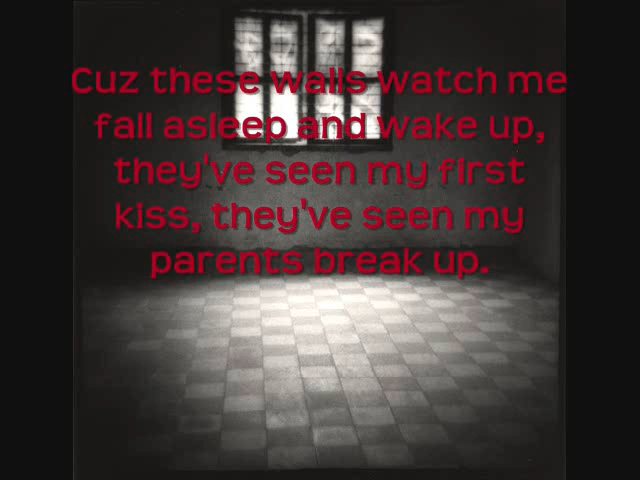 Cuz these walls watch me
fall asleep and wake up,
they've seen my first
kiss, they've seen my
parents break up.